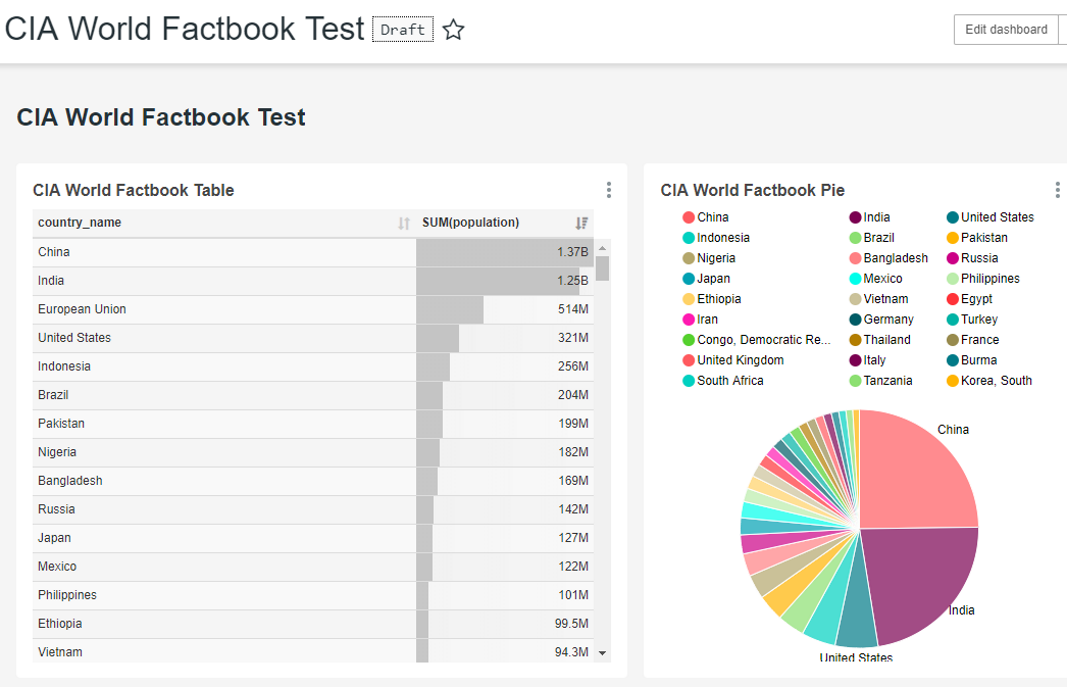 CIA World Factbook Test Draft Edit dashboard
CIA World Factbook Test
CIA World Factbook Table
country_name SUM(population)
China 1.37B
India 1.25B
European Union 514M
United States 321M
Indonesia 256M
Brazil 204M
Pakistan 199M
Nigeria 182M
Bangladesh 169M
Russia 142M
Japan 127M
Mexico 122M
Philippines 101M
Ethiopia 99.5M
Vietnam 94.3M
CIA World Factbook Pie
China India United States
Indonesia Brazil Pakistan
Nigeria Bangladesh Russia
Japan Mexico Philippines
Ethiopia Vietnam Egypt
Iran Germany Turkey
Congo, Democratic Re... Thailand France
United Kingdom Italy Burma
South Africa Tanzania Korea, South
China
India
United States